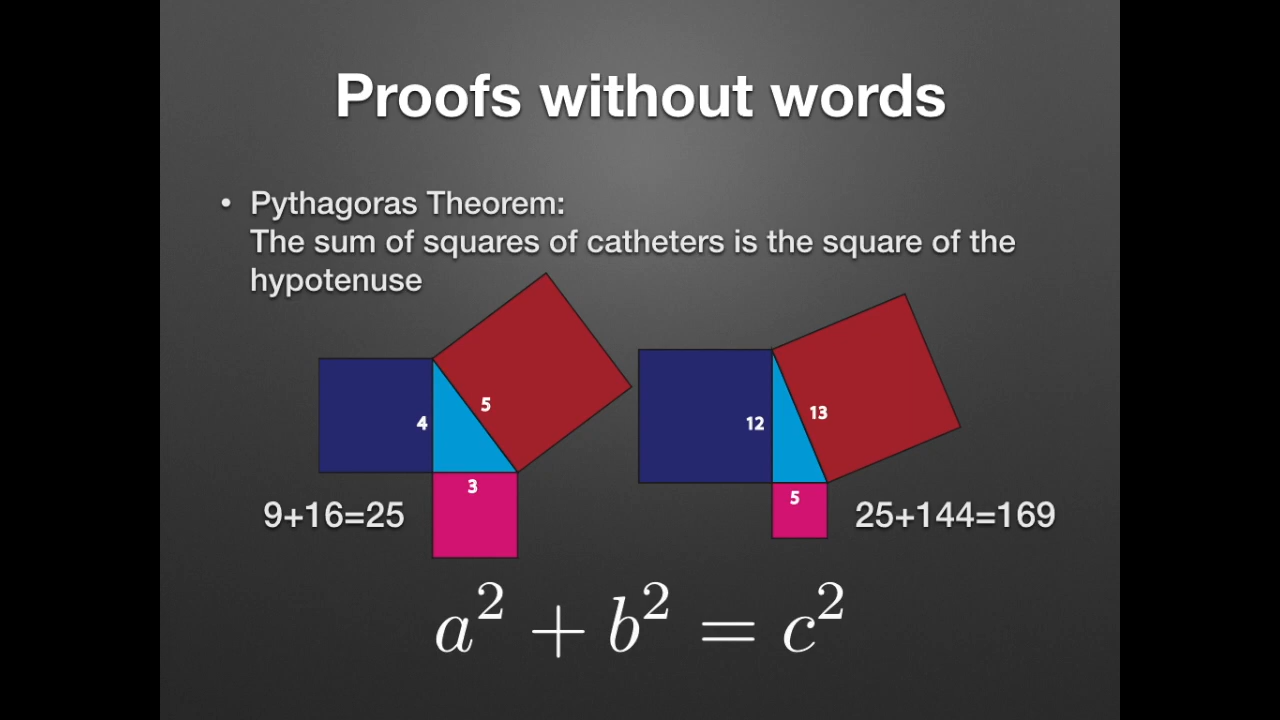 Proofs without words
• Pythagoras Theorem:
The sum of squares of catheters is the square of the
hypotenuse
4
5
3
9+16=25
12
13
5
25+144=169
a² + b² = c²